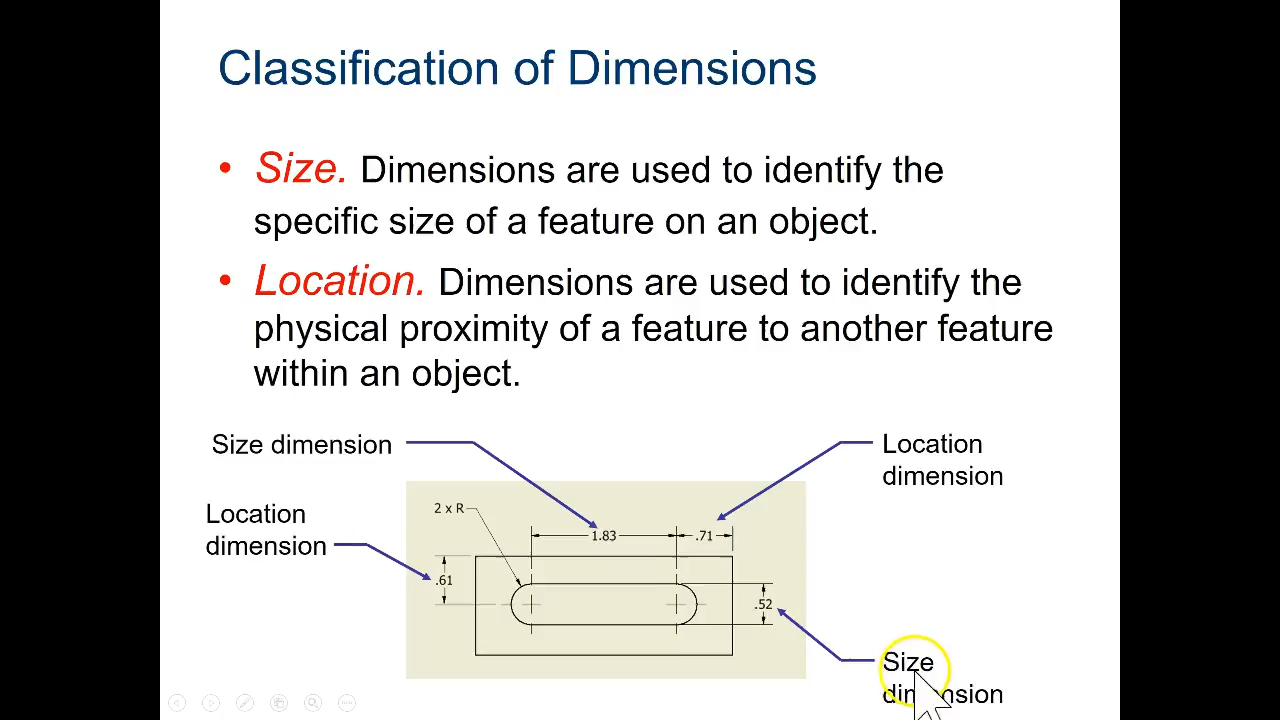 Classification of Dimensions
• Size. Dimensions are used to identify the
specific size of a feature on an object.
• Location. Dimensions are used to identify the
physical proximity of a feature to another feature
within an object.
Size dimension
Location
dimension
Location
dimension
2 x R
1.83
.71
.61
.52
Size
dimension